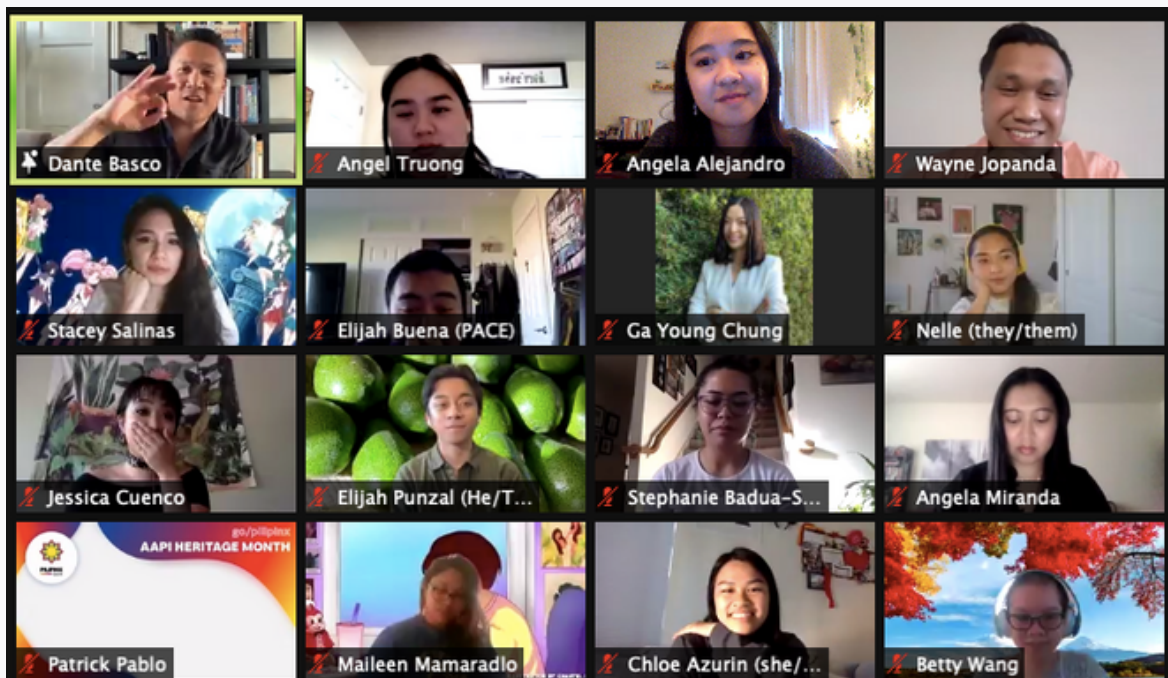 Dante Basco
Angel Truong
Angela Alejandro
Wayne Jopanda
Stacey Salinas
Elijah Buena (PACE)
Ga Young Chung
Nelle (they/them)
Jessica Cuenco
Elijah Punzal (He/T...
Stephanie Badua-S...
Angela Miranda
go/pilipinx
AAPI HERITAGE MONTH
Patrick Pablo
Maileen Mamaradlo
Chloe Azurin (she/...
Betty Wang